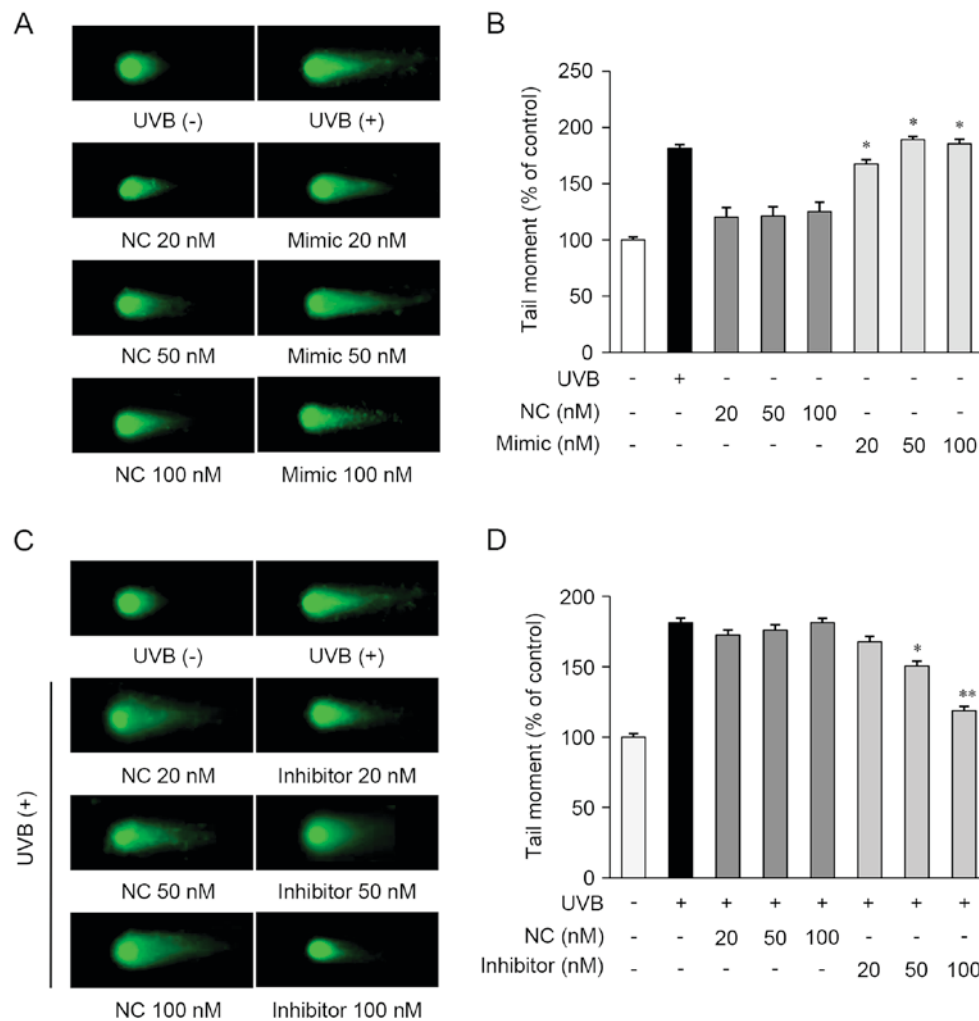 A
UVB (-) UVB (+)
NC 20 nM Mimic 20 nM
NC 50 nM Mimic 50 nM
NC 100 nM Mimic 100 nM
B
Tail moment (% of control)
250
200
150
100
50
0
* * *
UVB - + - - - - - -
NC (nM) - - 20 50 100 - - -
Mimic (nM) - - - - - 20 50 100
C
UVB (-) UVB (+)
UVB (+)
NC 20 nM Inhibitor 20 nM
NC 50 nM Inhibitor 50 nM
NC 100 nM Inhibitor 100 nM
D
Tail moment (% of control)
200
150
100
50
0
* **
UVB - + + + + + + +
NC (nM) - - 20 50 100 - - -
Inhibitor (nM) - - - - - 20 50 100